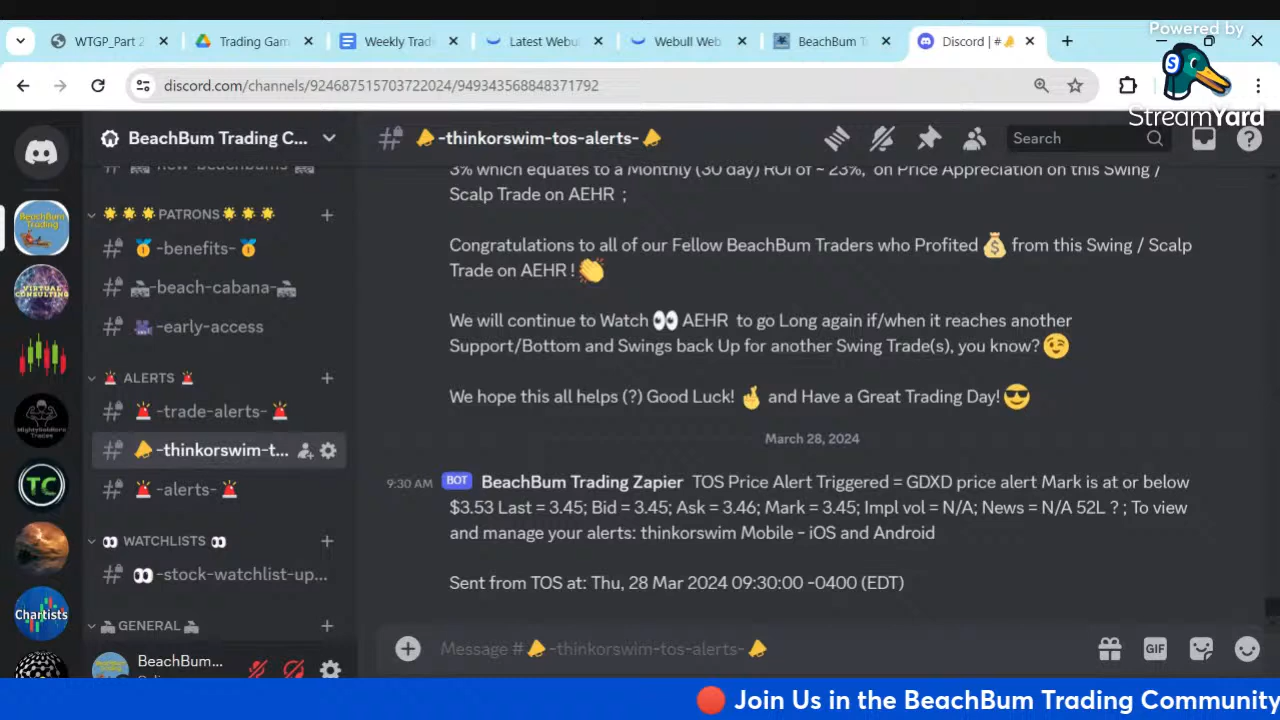 Powered by
StreamYard
WTGP_Part 2
Trading Gam
Weekly Trad
Latest Webu
Webull Web
BeachBum T
Discord | #
discord.com/channels/924687515703722024/949343568848371792
BeachBum Trading C...
-thinkorswim-tos-alerts-
Search
-new-beachbums
PATRONS
-benefits-
-beach-cabana-
-early-access
ALERTS
-trade-alerts-
-thinkorswim-t...
-alerts-
WATCHLISTS
-stock-watchlist-up...
GENERAL
BeachBum...
3% which equates to a Monthly (30 day) ROI of ~ 23%, on Price Appreciation on this Swing /
Scalp Trade on AEHR ;
Congratulations to all of our Fellow BeachBum Traders who Profited 💰 from this Swing / Scalp
Trade on AEHR ! 👏
We will continue to Watch 👀 AEHR to go Long again if/when it reaches another
Support/Bottom and Swings back Up for another Swing Trade(s), you know? 😉
We hope this all helps (?) Good Luck! 🤞 and Have a Great Trading Day! 😎
March 28, 2024
9:30 AM BOT BeachBum Trading Zapier TOS Price Alert Triggered = GDXD price alert Mark is at or below
$3.53 Last = 3.45; Bid = 3.45; Ask = 3.46; Mark = 3.45; Impl vol = N/A; News = N/A 52L ? ; To view
and manage your alerts: thinkorswim Mobile - iOS and Android
Sent from TOS at: Thu, 28 Mar 2024 09:30:00 -0400 (EDT)
Message # -thinkorswim-tos-alerts-
GIF
BeachBum Trading
VIRTUAL CONSULTING
TC
Chartists
Join Us in the BeachBum Trading Community